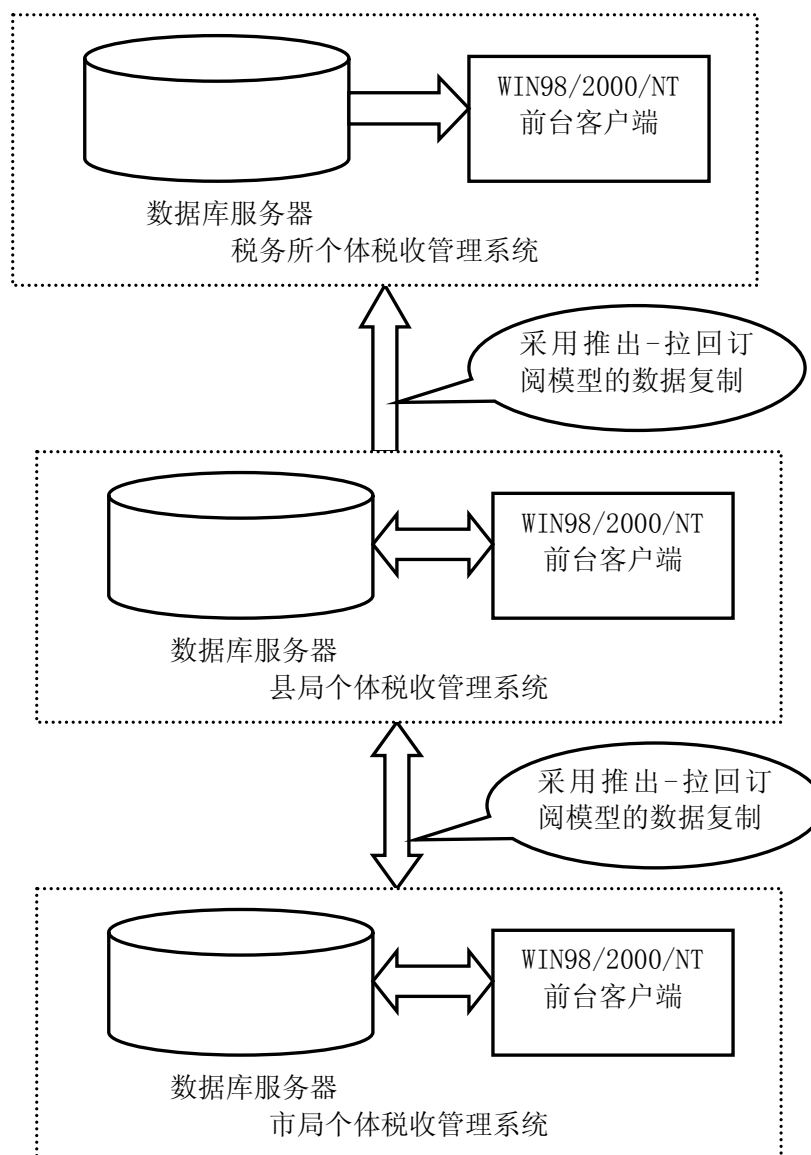 WIN98/2000/NT
前台客户端
数据库服务器
税务所个体税收管理系统
采用推出-拉回订
阅模型的数据复制
WIN98/2000/NT
前台客户端
数据库服务器
县局个体税收管理系统
采用推出-拉回订
阅模型的数据复制
WIN98/2000/NT
前台客户端
数据库服务器
市局个体税收管理系统